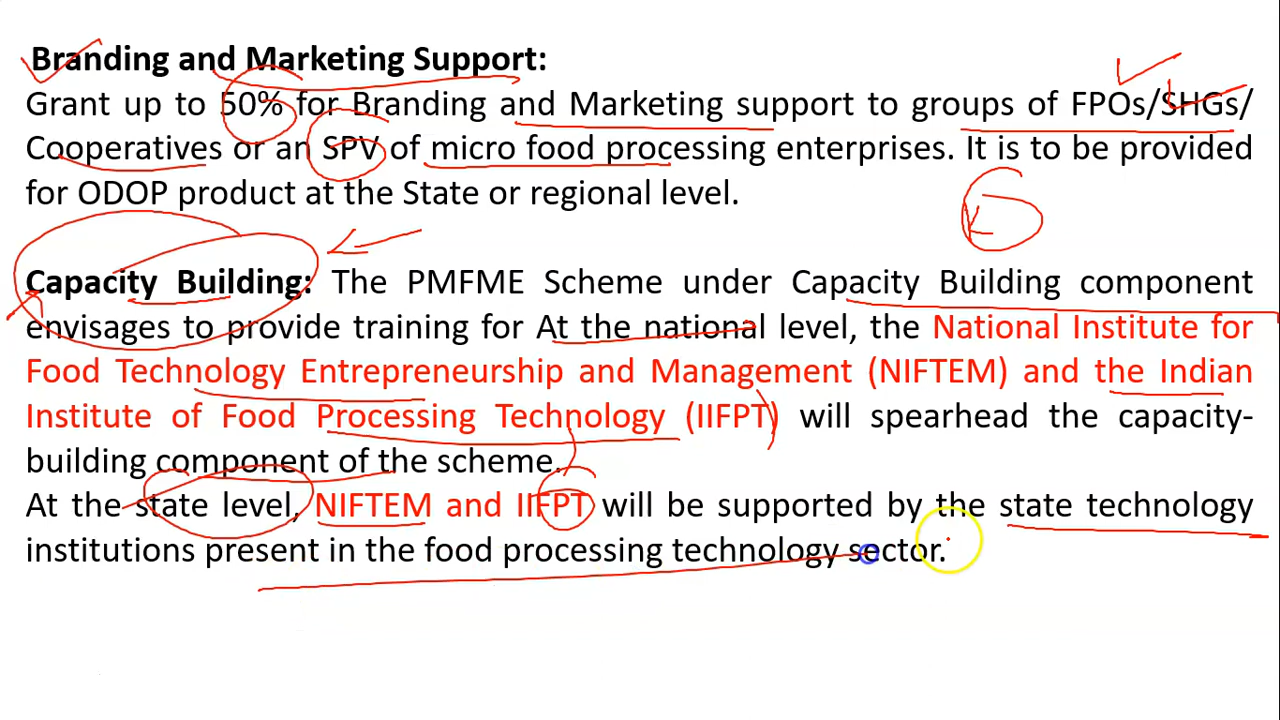 Branding and Marketing Support:
Grant up to 50% for Branding and Marketing support to groups of FPOs/SHGs/
Cooperatives or an SPV of micro food processing enterprises. It is to be provided
for ODOP product at the State or regional level.
Capacity Building: The PMFME Scheme under Capacity Building component
envisages to provide training for At the national level, the National Institute for
Food Technology Entrepreneurship and Management (NIFTEM) and the Indian
Institute of Food Processing Technology (IIFPT) will spearhead the capacity-
building component of the scheme.
At the state level, NIFTEM and IIFPT will be supported by the state technology
institutions present in the food processing technology sector.